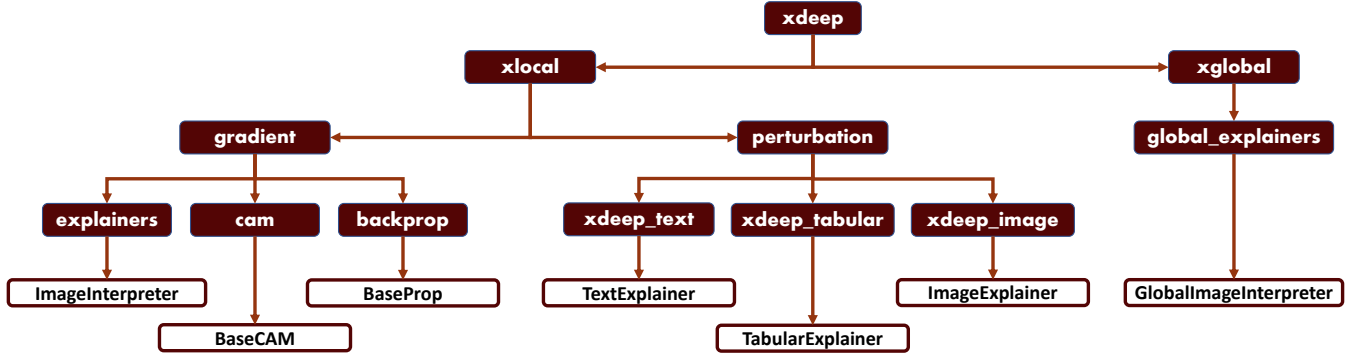 xdeep
xlocal
xglobal
gradient
perturbation
global_explainers
explainers
cam
backprop
xdeep_text
xdeep_tabular
xdeep_image
ImageInterpreter
BaseProp
TextExplainer
ImageExplainer
GlobalImageInterpreter
BaseCAM
TabularExplainer